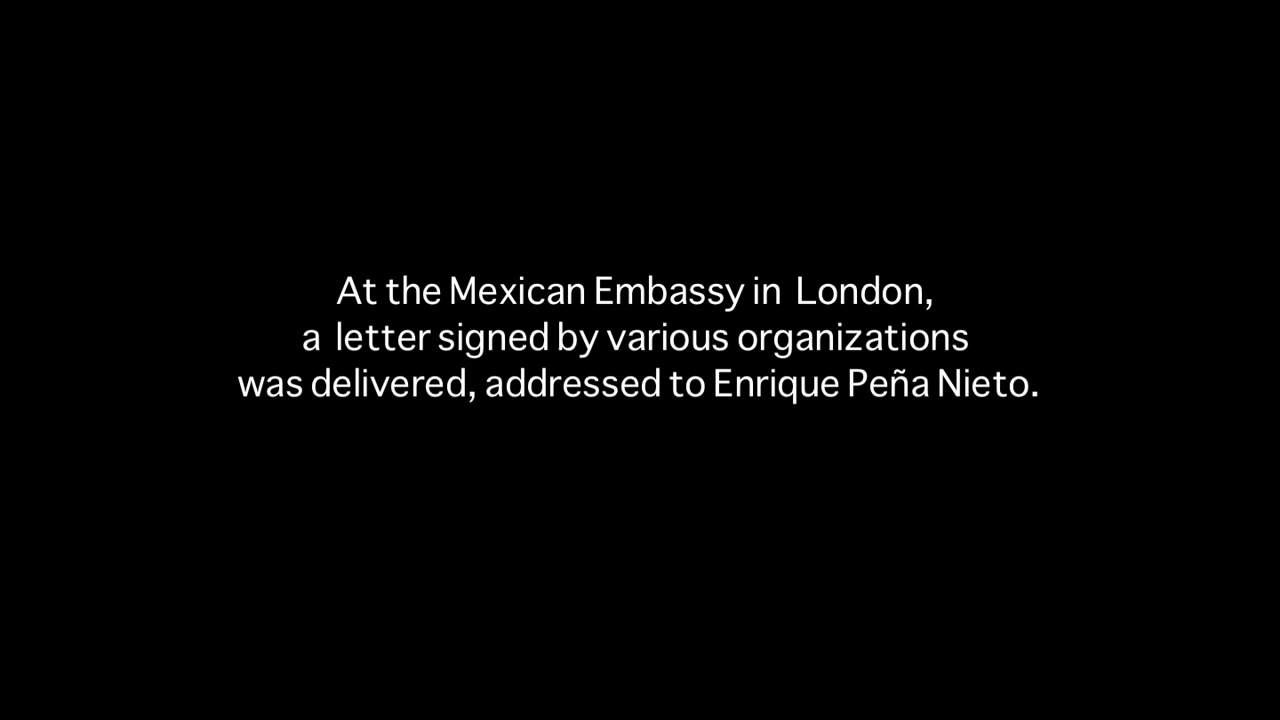 At the Mexican Embassy in London,
a letter signed by various organizations
was delivered, addressed to Enrique Peña Nieto.